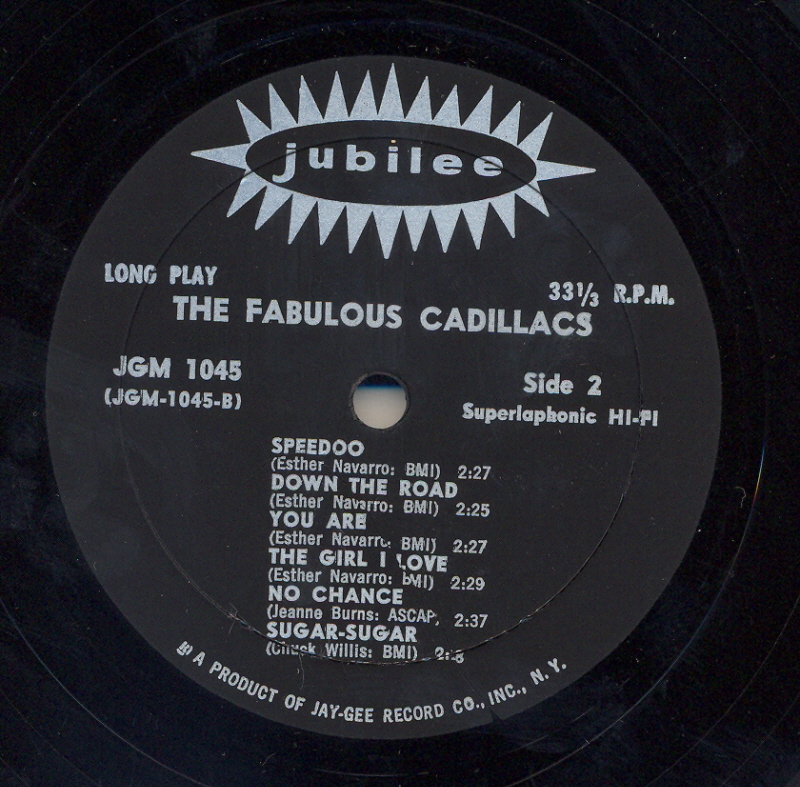 jubilee
LONG PLAY
33⅓ R.P.M.
THE FABULOUS CADILLACS
JGM 1045
(JGM-1045-B)
Side 2
Superlaphonic HI-FI
SPEEDOO
(Esther Navarro: BMI) 2:27
DOWN THE ROAD
(Esther Navarro: BMI) 2:25
YOU ARE
(Esther Navarro: BMI) 2:27
THE GIRL I LOVE
(Esther Navarro: BMI) 2:29
NO CHANCE
(Jeanne Burns: ASCAP, 2:37
SUGAR-SUGAR
(Chuck Willis: BMI)
A PRODUCT OF JAY-GEE RECORD CO., INC., N.Y.